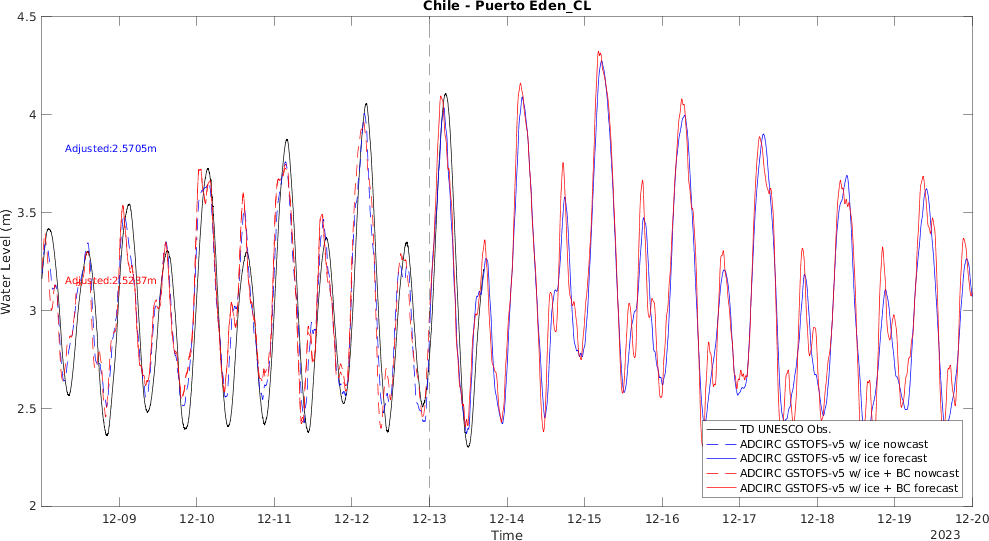 Chile - Puerto Eden_CL
4.5
4
3.5
3
2.5
2
Water Level (m)
Adjusted:2.5705m
Adjusted:2.5287m
TD UNESCO Obs.
ADCIRC GSTOFS-v5 w/ ice nowcast
ADCIRC GSTOFS-v5 w/ ice forecast
ADCIRC GSTOFS-v5 w/ ice + BC nowcast
ADCIRC GSTOFS-v5 w/ ice + BC forecast
12-09 12-10 12-11 12-12 12-13 12-14 12-15 12-16 12-17 12-18 12-19 12-20
Time
2023